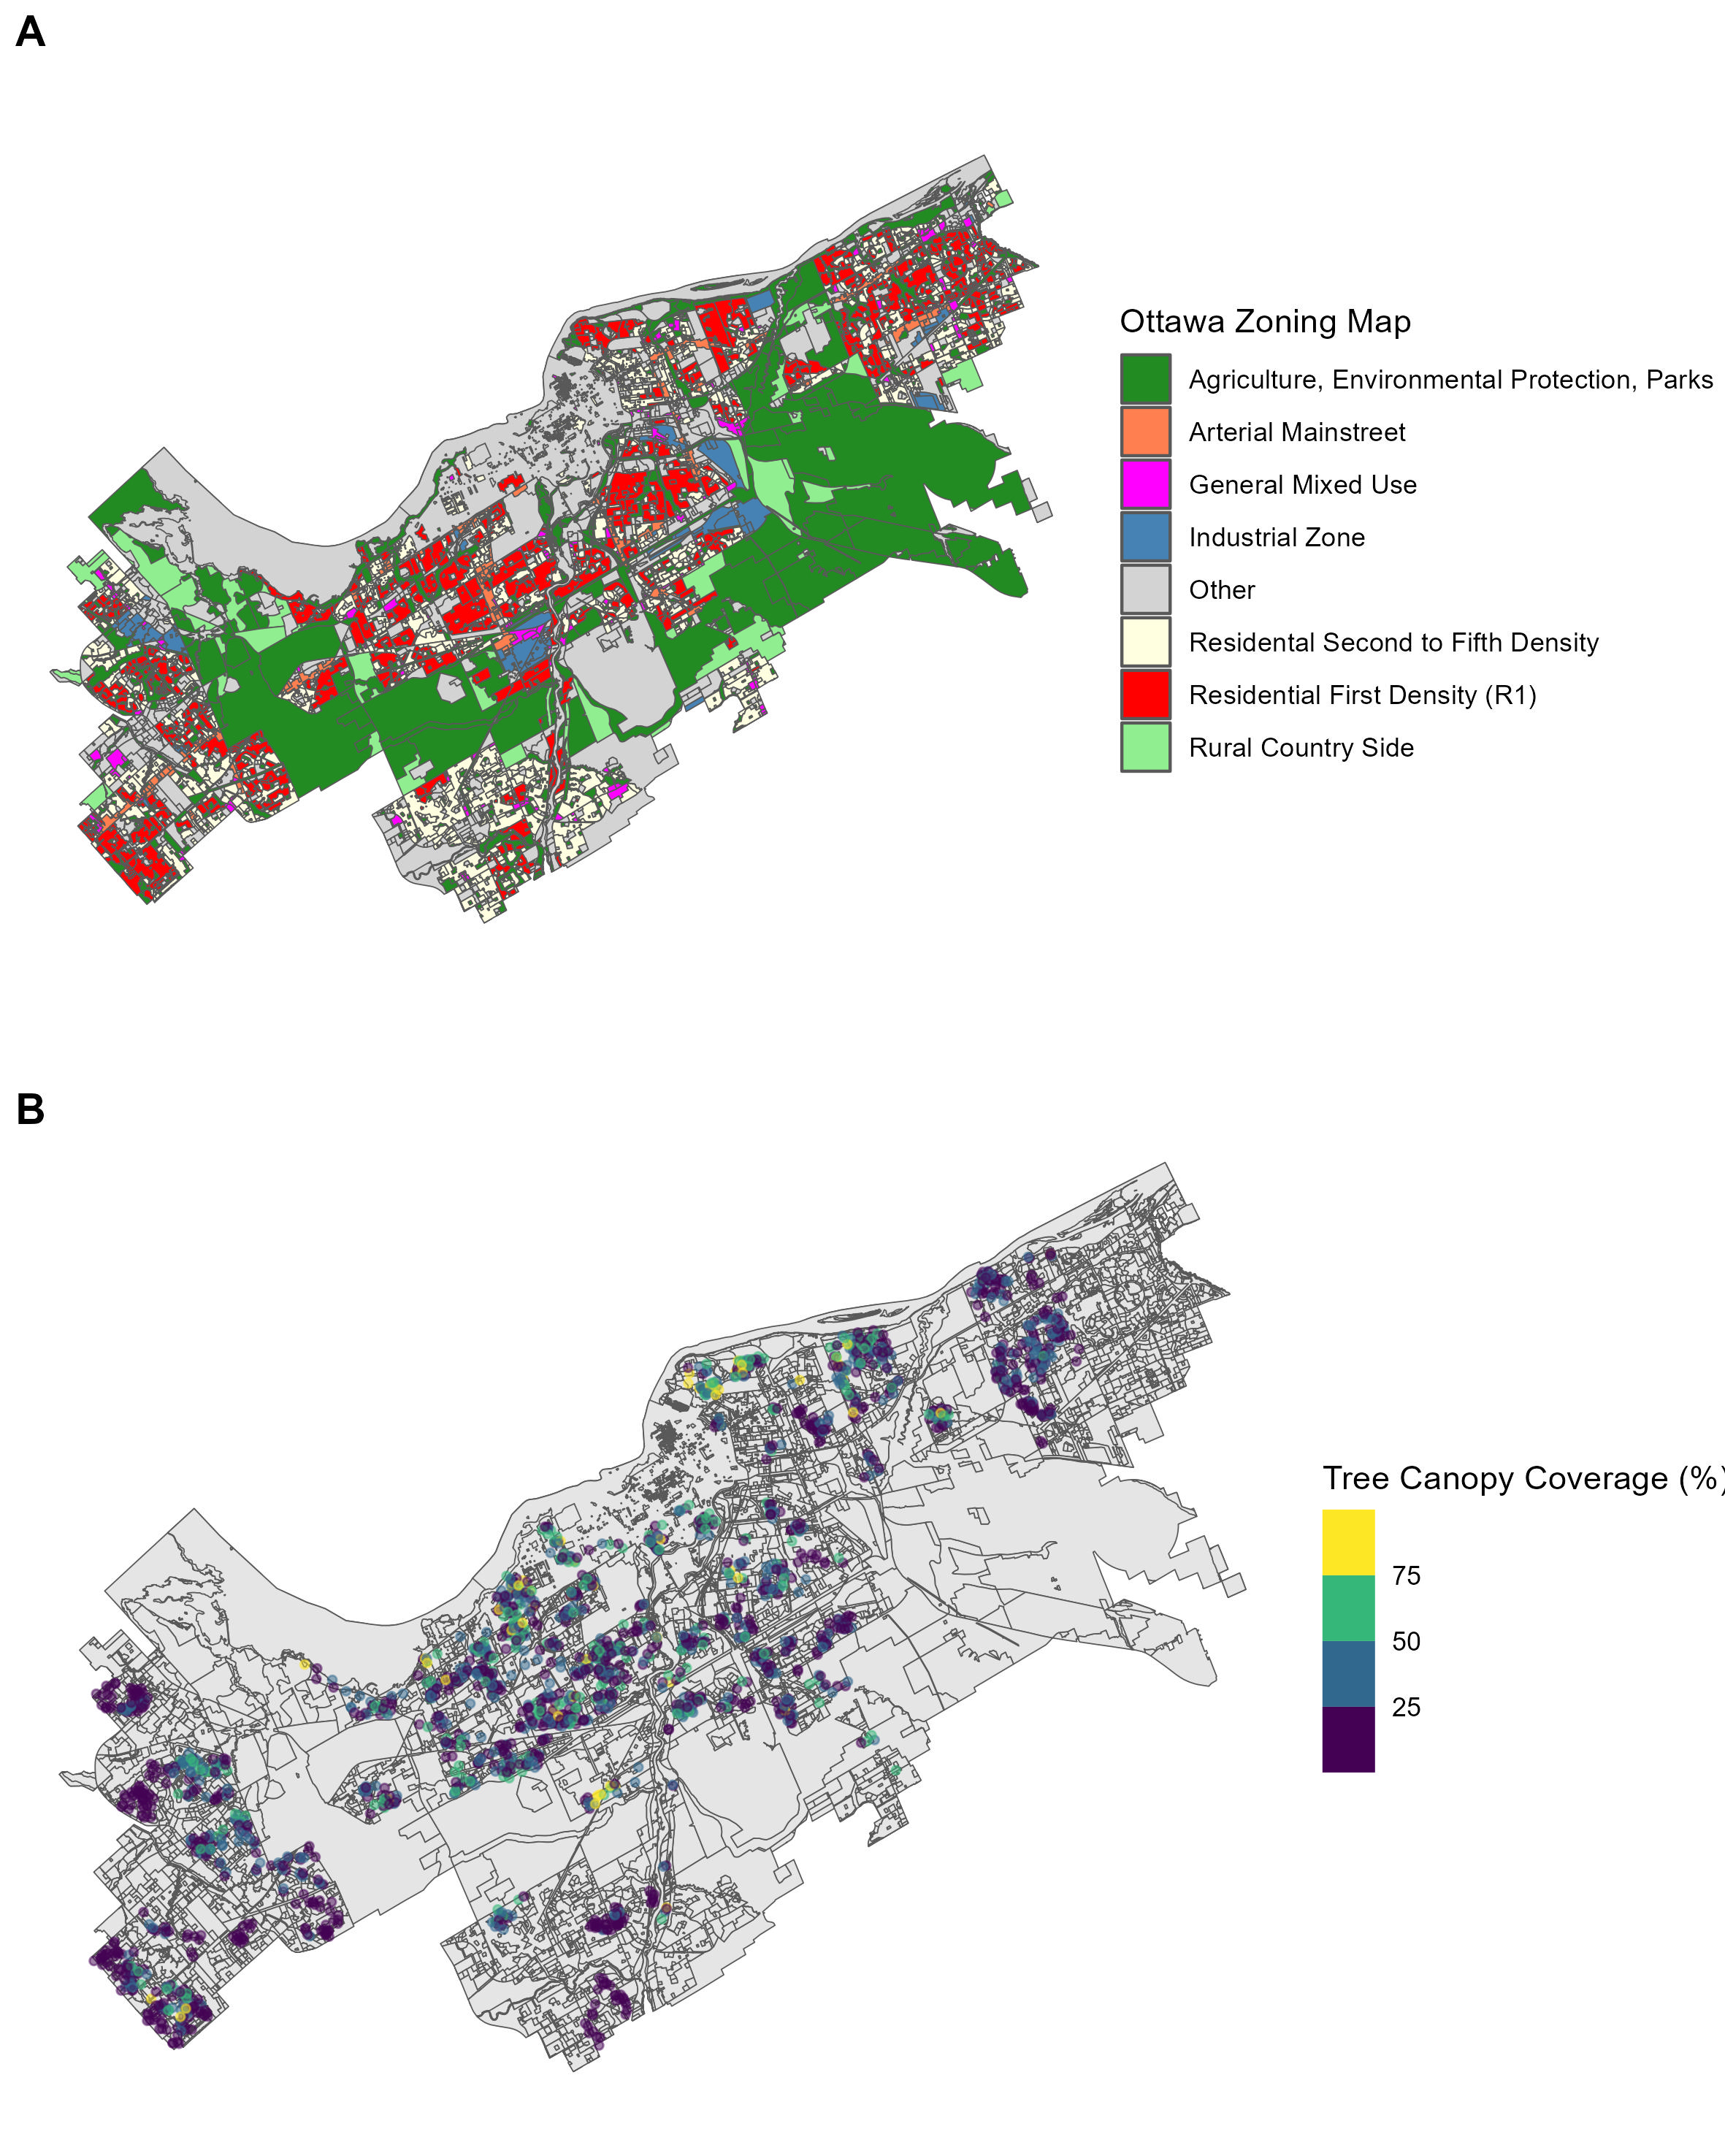 A
Ottawa Zoning Map
Agriculture, Environmental Protection, Parks
Arterial Mainstreet
General Mixed Use
Industrial Zone
Other
Residental Second to Fifth Density
Residential First Density (R1)
Rural Country Side
B
Tree Canopy Coverage (%)
75
50
25